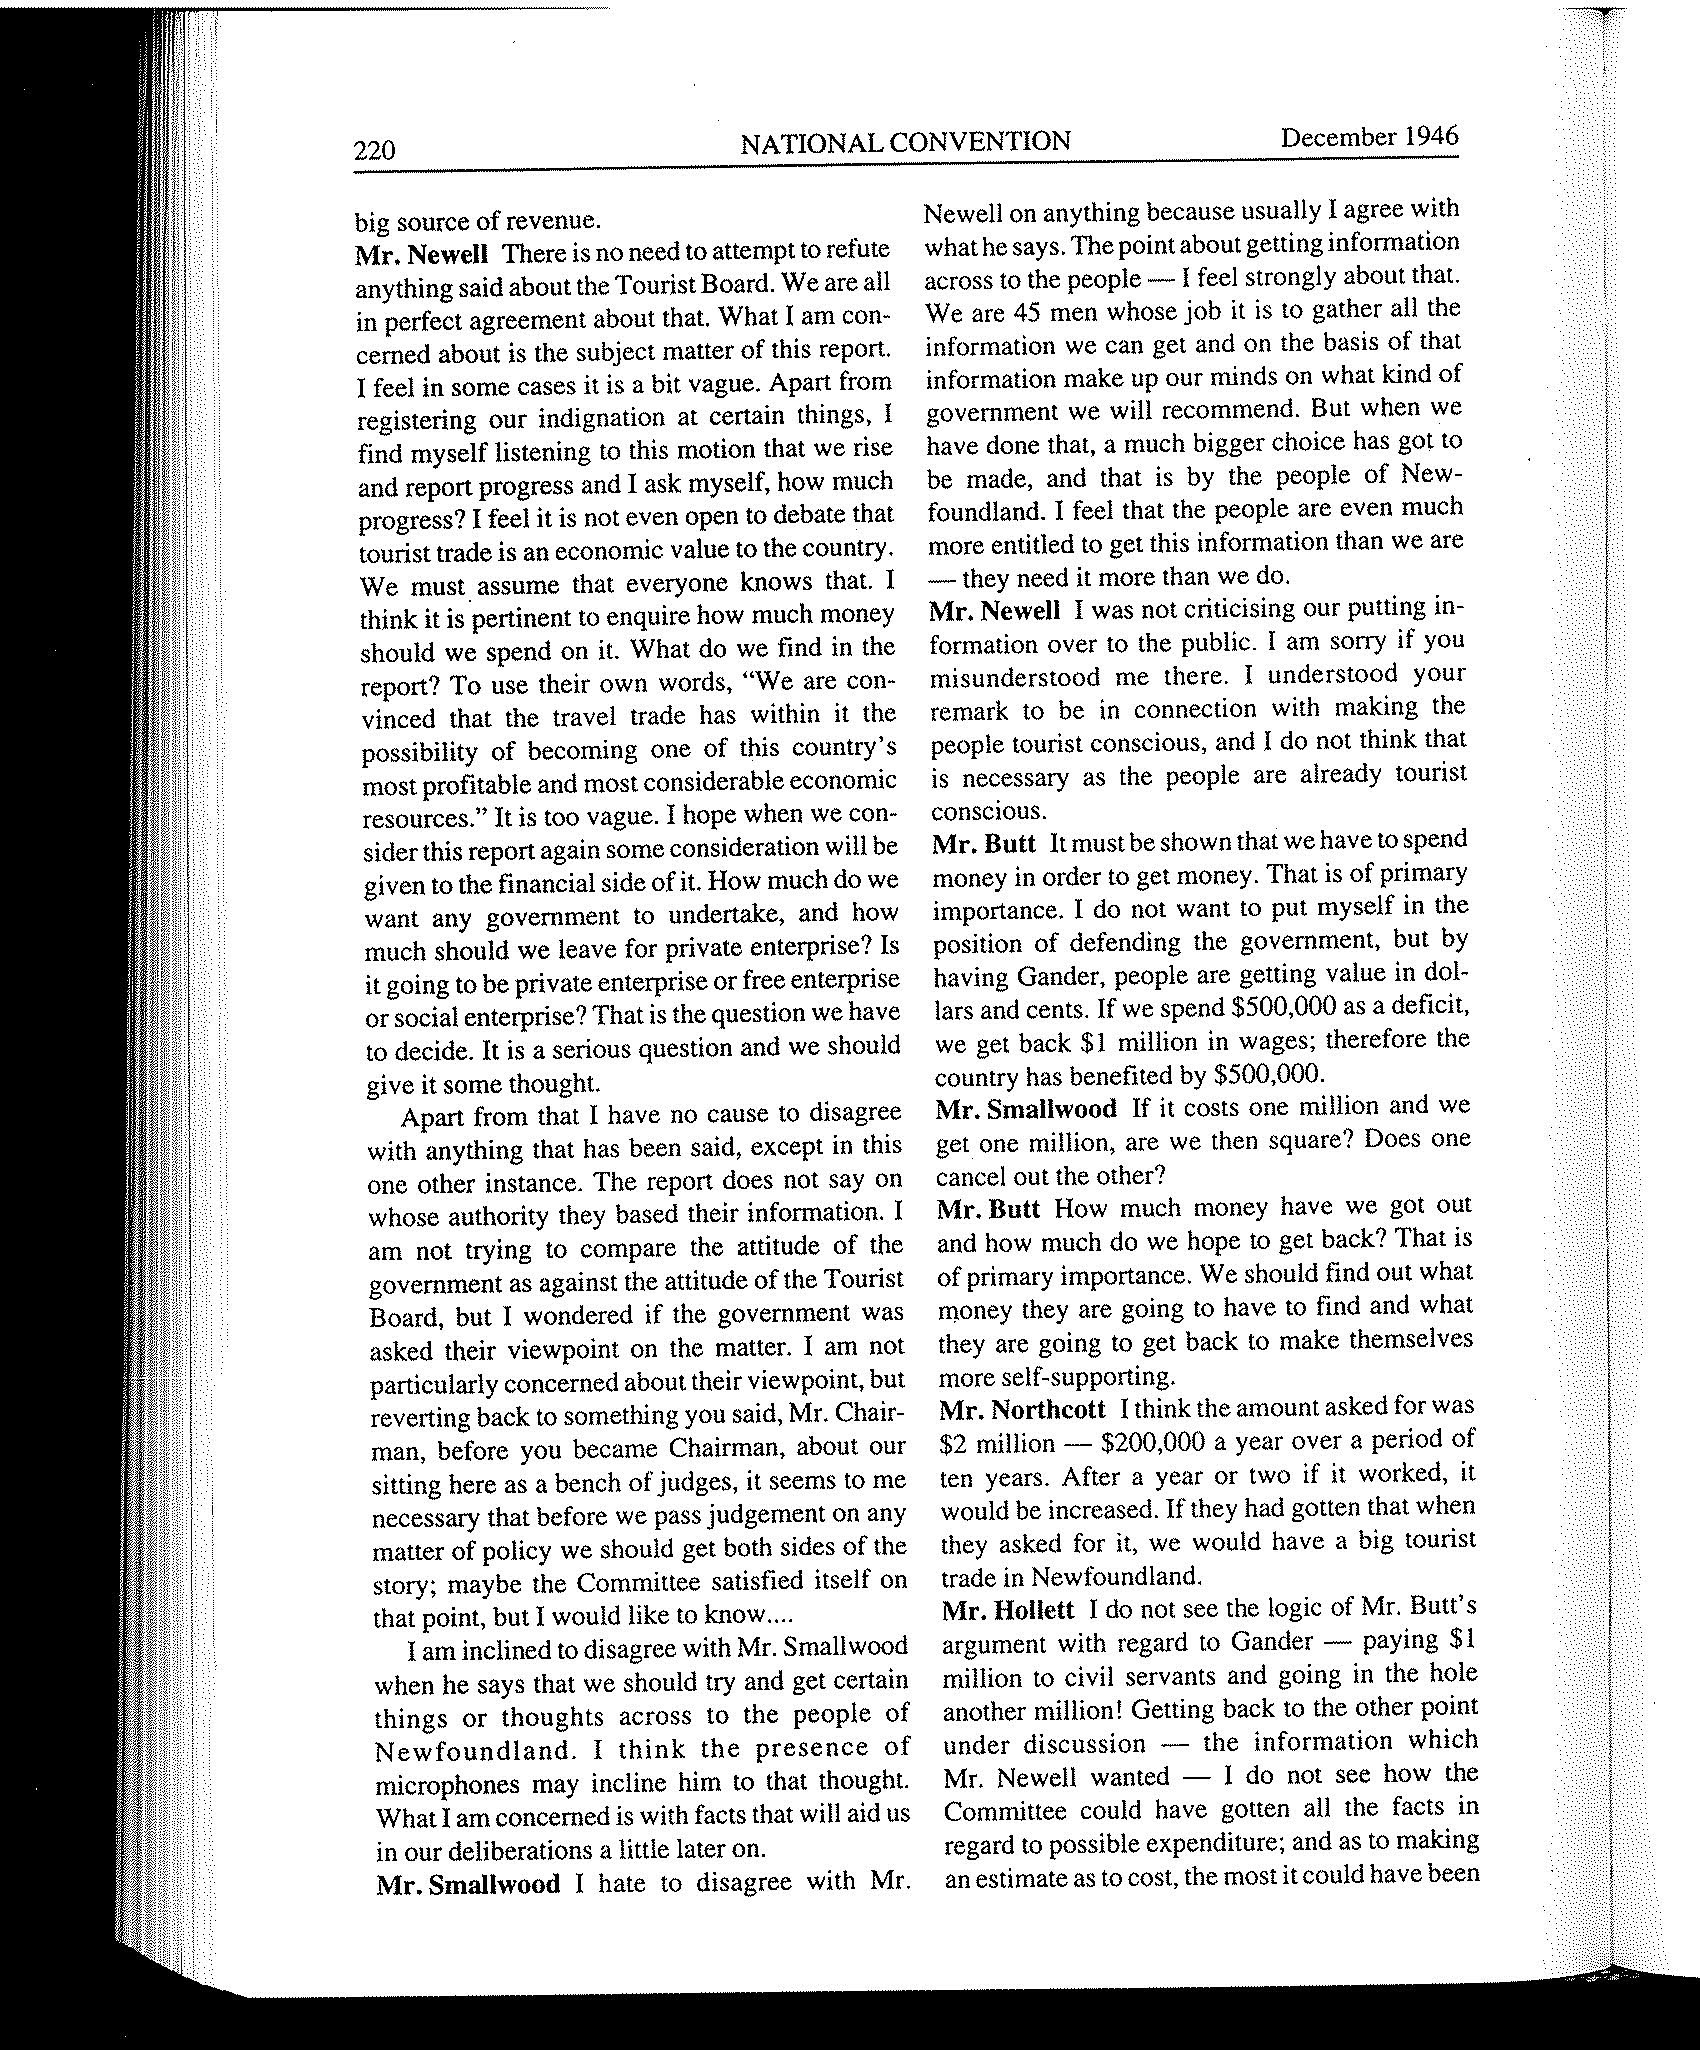 220 NATIONAL CONVENTION December 1946
big source of revenue.
Mr. Newell There is no need to attempt to refute
anything said about the Tourist Board. We are all
in perfect agreement about that. What I am con-
cerned about is the subject matter of this report.
I feel in some cases it is a bit vague. Apart from
registering our indignation at certain things, I
find myself listening to this motion that we rise
and report progress and I ask myself, how much
progress? I feel it is not even open to debate that
tourist trade is an economic value to the country.
We must assume that everyone knows that. I
think it is pertinent to enquire how much money
should we spend on it. What do we find in the
report? To use their own words, "We are con-
vinced that the travel trade has within it the
possibility of becoming one of this country's
most profitable and most considerable economic
resources." It is too vague. I hope when we con-
sider this report again some consideration will be
given to the financial side of it. How much do we
want any government to undertake, and how
much should we leave for private enterprise? Is
it going to be private enterprise or free enterprise
or social enterprise? That is the question we have
to decide. It is a serious question and we should
give it some thought.
Apart from that I have no cause to disagree
with anything that has been said, except in this
one other instance. The report does not say on
whose authority they based their information. I
am not trying to compare the attitude of the
government as against the attitude of the Tourist
Board, but I wondered if the government was
asked their viewpoint on the matter. I am not
particularly concerned about their viewpoint, but
reverting back to something you said, Mr. Chair-
man, before you became Chairman, about our
sitting here as a bench of judges, it seems to me
necessary that before we pass judgement on any
matter of policy we should get both sides of the
story; maybe the Committee satisfied itself on
that point, but I would like to know....
I am inclined to disagree with Mr. Smallwood
when he says that we should try and get certain
things or thoughts across to the people of
Newfoundland. I think the presence of
microphones may incline him to that thought.
What I am concerned is with facts that will aid us
in our deliberations a little later on.
Mr. Smallwood I hate to disagree with Mr.
Newell on anything because usually I agree with
what he says. The point about getting information
across to the people — I feel strongly about that.
We are 45 men whose job it is to gather all the
information we can get and on the basis of that
information make up our minds on what kind of
government we will recommend. But when we
have done that, a much bigger choice has got to
be made, and that is by the people of New-
foundland. I feel that the people are even much
more entitled to get this information than we are
— they need it more than we do.
Mr. Newell I was not criticising our putting in-
formation over to the public. I am sorry if you
misunderstood me there. I understood your
remark to be in connection with making the
people tourist conscious, and I do not think that
is necessary as the people are already tourist
conscious.
Mr. Butt It must be shown that we have to spend
money in order to get money. That is of primary
importance. I do not want to put myself in the
position of defending the government, but by
having Gander, people are getting value in dol-
lars and cents. If we spend $500,000 as a deficit,
we get back $1 million in wages; therefore the
country has benefited by $500,000.
Mr. Smallwood If it costs one million and we
get one million, are we then square? Does one
cancel out the other?
Mr. Butt How much money have we got out
and how much do we hope to get back? That is
of primary importance. We should find out what
money they are going to have to find and what
they are going to get back to make themselves
more self-supporting.
Mr. Northcott I think the amount asked for was
$2 million — $200,000 a year over a period of
ten years. After a year or two if it worked, it
would be increased. If they had gotten that when
they asked for it, we would have a big tourist
trade in Newfoundland.
Mr. Hollett I do not see the logic of Mr. Butt's
argument with regard to Gander — paying $1
million to civil servants and going in the hole
another million! Getting back to the other point
under discussion — the information which
Mr. Newell wanted — I do not see how the
Committee could have gotten all the facts in
regard to possible expenditure; and as to making
an estimate as to cost, the most it could have been